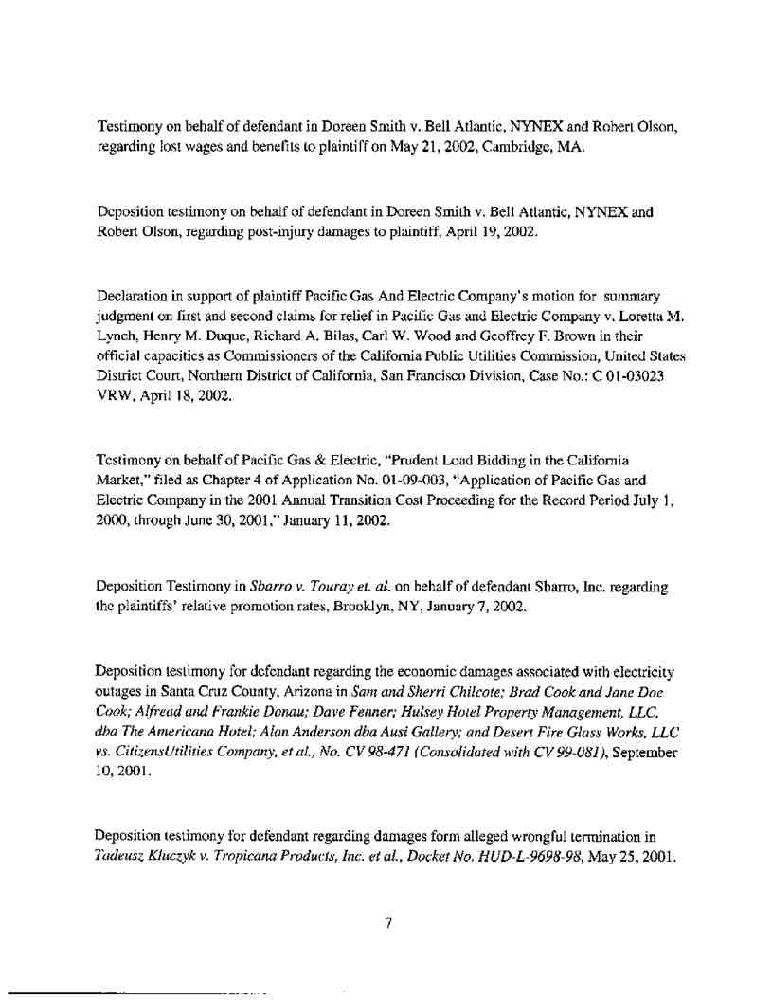 Testimony on behalf of defendant in Doreen Smith v. Bell Atlantic, NYNEX and Robert Olson,
regarding lost wages and benefits to plaintiff on May 21, 2002, Cambridge, MA.
Deposition testimony on behalf of defendant in Doreen Smith v. Bell Atlantic, NYNEX and
Robert Olson, regarding post-injury damages to plaintiff, April 19, 2002.
Declaration in support of plaintiff Pacific Gas And Electric Company's motion for summary
judgment on first and second claims for relief in Pacific Gas and Electric Company v. Loretta M.
Lynch, Henry M. Duque, Richard A. Bilas, Carl W. Wood and Geoffrey F. Brown in their
official capacities as Commissioners of the California Public Utilities Commission, United States
District Court, Northern District of California, San Francisco Division, Case No.: C 01-03023
VRW, April 18, 2002.
Testimony on behalf of Pacific Gas & Electric, "Prudent Load Bidding in the California
Market," filed as Chapter 4 of Application No. 01-09-003, "Application of Pacific Gas and
Electric Company in the 2001 Annual Transition Cost Proceeding for the Record Period July 1,
2000, through June 30, 2001," January 11, 2002.
Deposition Testimony in Sbarro v. Touray et. al. on behalf of defendant Sbarro, Inc. regarding
the plaintiffs' relative promotion rates, Brooklyn, NY, January 7, 2002.
Deposition testimony for defendant regarding the economic damages associated with electricity
outages in Santa Cruz County, Arizona in Sam and Sherri Chilcote; Brad Cook and Jane Doe
Cook; Alfread and Frankie Donau; Dave Fenner; Hulsey Hotel Property Management, LLC,
dba The Americana Hotel; Alan Anderson dba Ausi Gallery; and Desert Fire Glass Works, LLC
vs. CitizensUtilities Company, et al., No. CV 98-471 (Consolidated with CV 99-081), September
10, 2001.
Deposition testimony for defendant regarding damages form alleged wrongful termination in
Tadeusz Kluczyk v. Tropicana Products, Inc. et al., Docket No. HUD-L-9698-98, May 25, 2001.
7